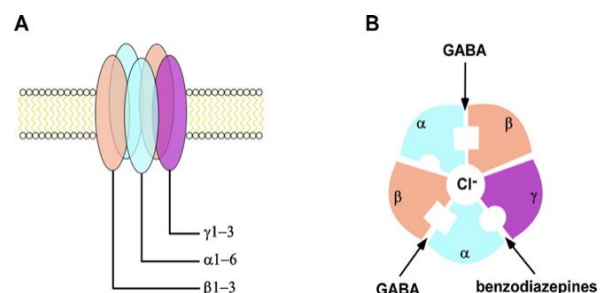 A
γ1–3
α1–6
β1–3
B
GABA
α
β
Cl-
β
γ
α
GABA
benzodiazepines